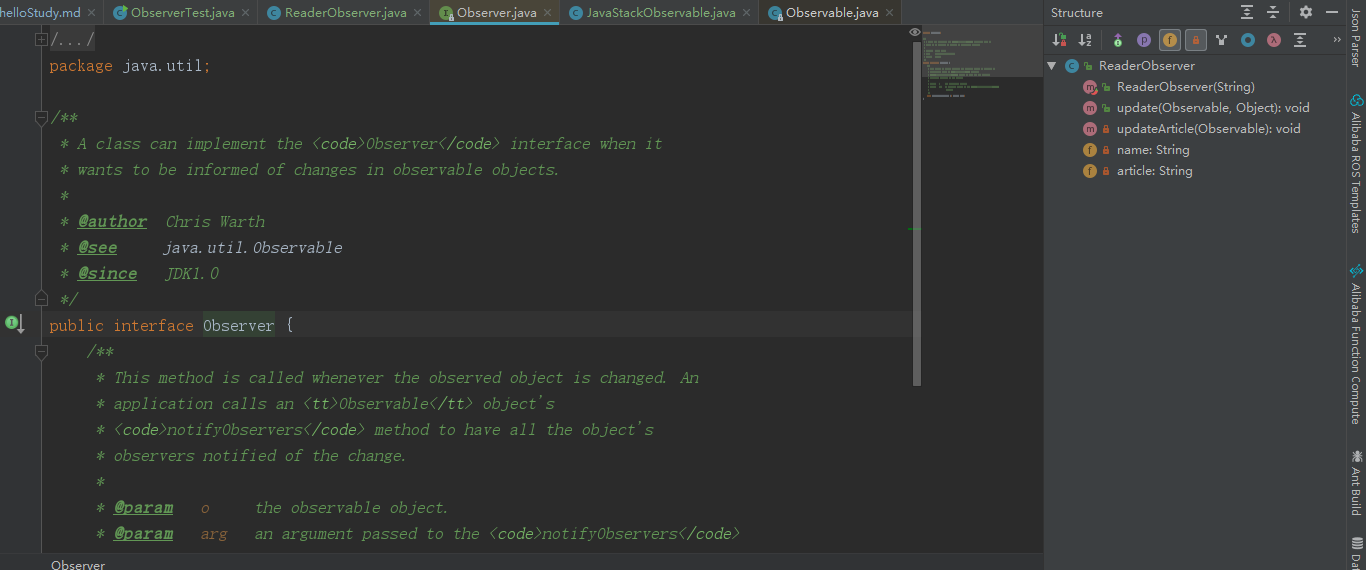 helloStudy.md
ObserverTest.java
ReaderObserver.java
Observer.java
JavaStackObservable.java
Observable.java
/.../
package java.util;
/**
* A class can implement the <code>Observer</code> interface when it
* wants to be informed of changes in observable objects.
*
* @author Chris Warth
* @see java.util.Observable
* @since JDK1.0
*/
public interface Observer {
/**
* This method is called whenever the observed object is changed. An
* application calls an <tt>Observable</tt> object's
* <code>notifyObservers</code> method to have all the object's
* observers notified of the change.
*
* @param o the observable object.
* @param arg an argument passed to the <code>notifyObservers</code>
Observer
Structure
ReaderObserver
ReaderObserver(String)
update(Observable, Object): void
updateArticle(Observable): void
name: String
article: String
Json Parser
Alibaba ROS Templates
Alibaba Function Compute
Ant Build